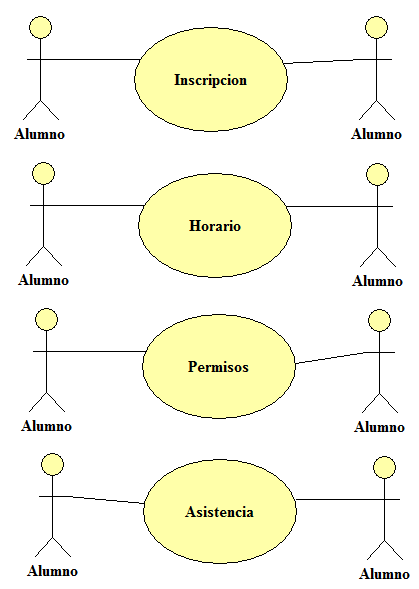 Inscripcion
Alumno
Alumno
Horario
Alumno
Alumno
Permisos
Alumno
Alumno
Asistencia
Alumno
Alumno